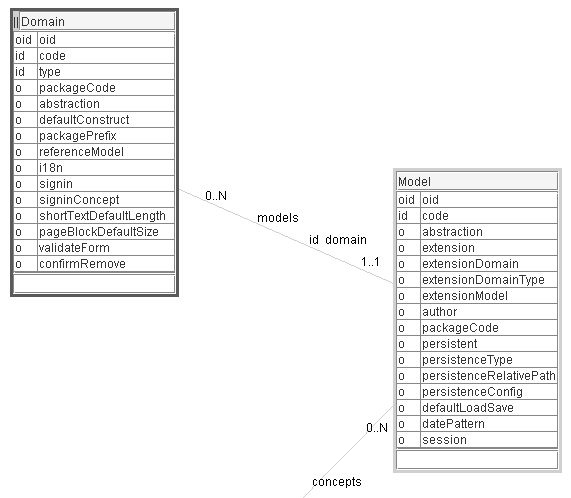 || Domain
oid oid
id code
id type
o packageCode
o abstraction
o defaultConstruct
o packagePrefix
o referenceModel
o i18n
o signin
o signinConcept
o shortTextDefaultLength
o pageBlockDefaultSize
o validateForm
o confirmRemove
0..N
models
id domain
1..1
Model
oid oid
id code
o abstraction
o extension
o extensionDomain
o extensionDomainType
o extensionModel
o author
o packageCode
o persistent
o persistenceType
o persistenceRelativePath
o persistenceConfig
o defaultLoadSave
o datePattern
o session
0..N
concepts